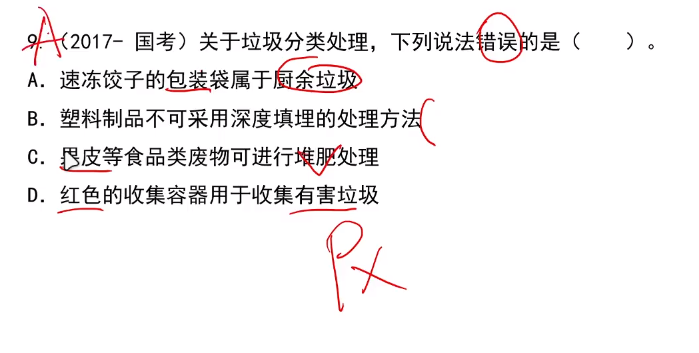 A
9.（2017- 国考）关于垃圾分类处理，下列说法错误的是（　　）。
A. 速冻饺子的包装袋属于厨余垃圾
B. 塑料制品不可采用深度填埋的处理方法
C. 果皮等食品类废物可进行堆肥处理
D. 红色的收集容器用于收集有害垃圾